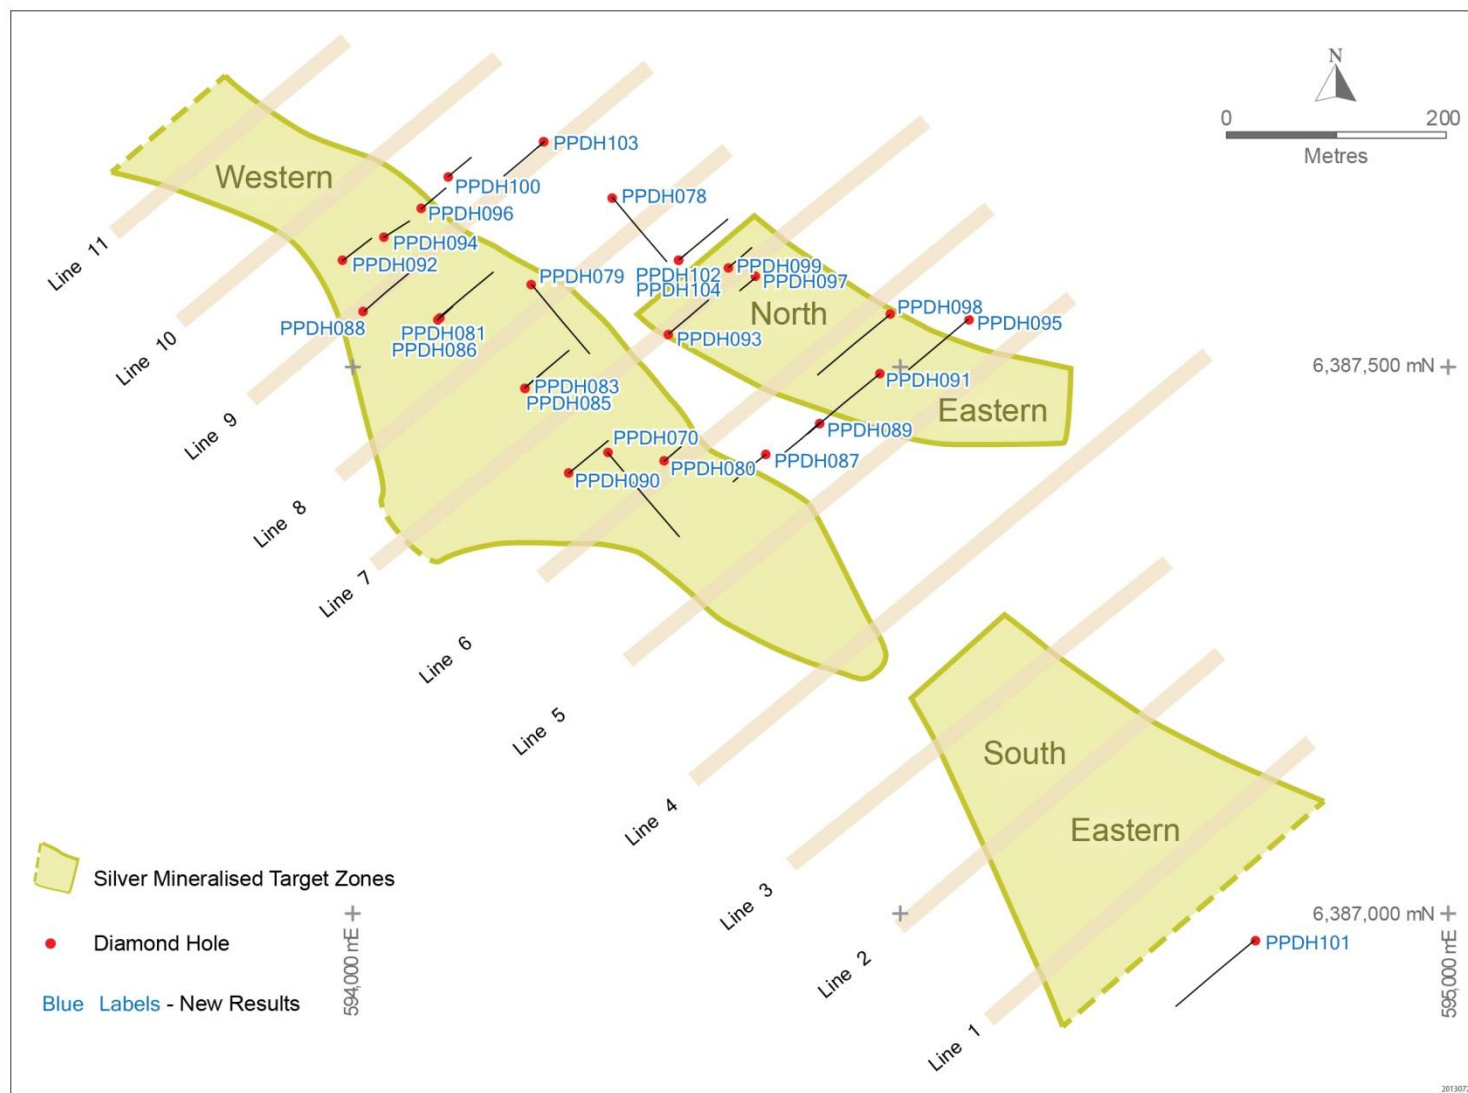 N
0 200
Metres
PPDH103
Western
PPDH100
PPDH078
PPDH096
PPDH094
Line 11
PPDH092
PPDH099
PPDH102
PPDH097
PPDH079
PPDH104
North
PPDH098
PPDH095
PPDH088
PPDH081
PPDH086
PPDH093
Line 10
6,387,500 mN
PPDH091
PPDH083
PPDH085
Eastern
Line 9
PPDH089
PPDH070
PPDH087
PPDH080
PPDH090
Line 8
Line 7
Line 6
Line 5
South
Line 4
Eastern
Silver Mineralised Target Zones
Line 3
6,387,000 mN
Diamond Hole
PPDH101
594,000 mE
595,000 mE
Line 2
Blue Labels - New Results
Line 1